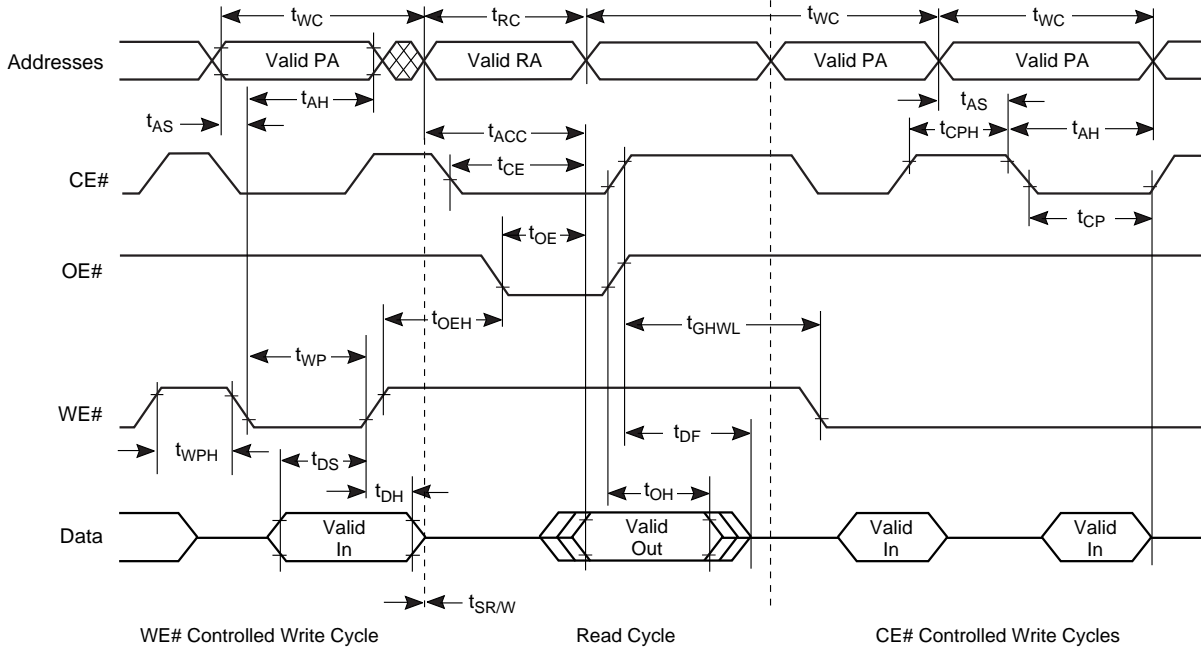 tWC tRC tWC tWC
Addresses Valid PA Valid RA Valid PA Valid PA
tAH tAS
tAS tACC tCPH tAH
tCE
CE#
tCP
tOE
OE#
tOEH tGHWL
tWP
WE#
tWPH tDS tDF
tDH tOH
Data Valid In Valid Out Valid In Valid In
tSR/W
WE# Controlled Write Cycle Read Cycle CE# Controlled Write Cycles